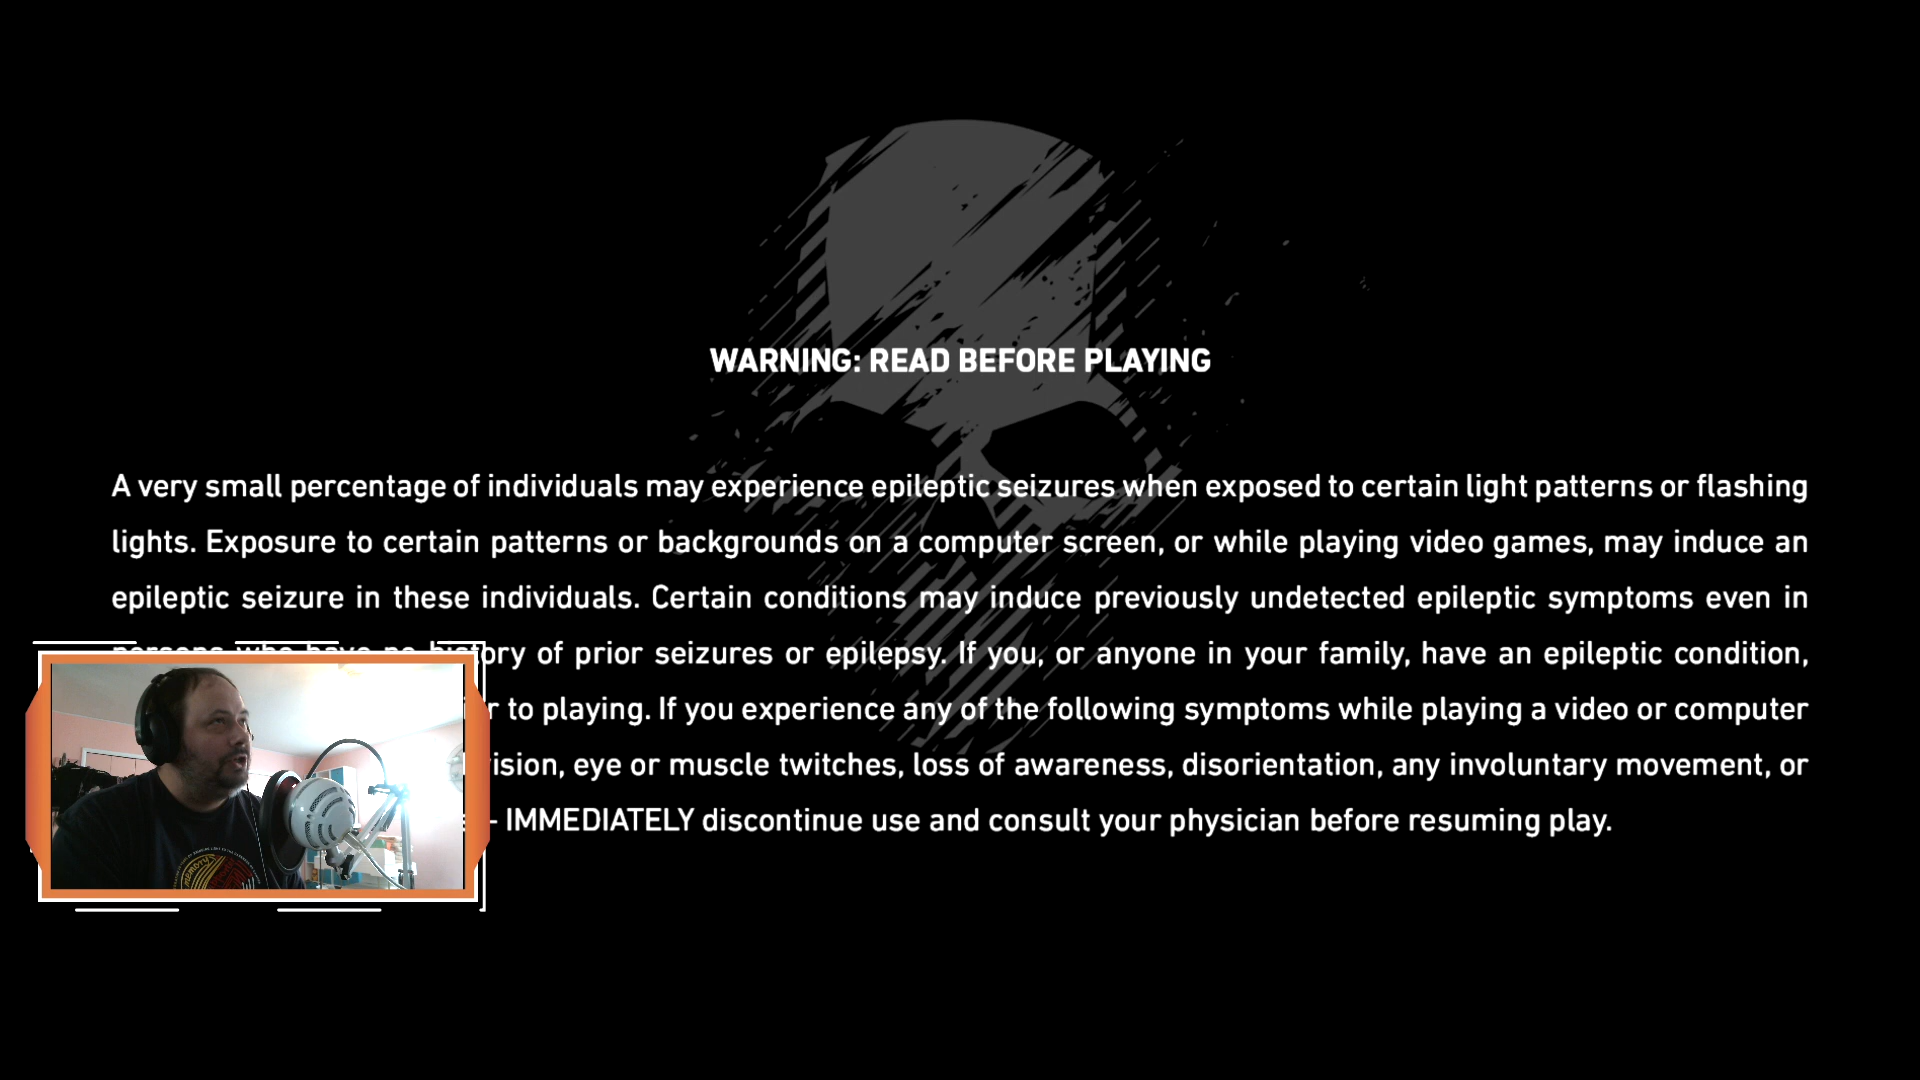 WARNING: READ BEFORE PLAYING
A very small percentage of individuals may experience epileptic seizures when exposed to certain light patterns or flashing
lights. Exposure to certain patterns or backgrounds on a computer screen, or while playing video games, may induce an
epileptic seizure in these individuals. Certain conditions may induce previously undetected epileptic symptoms even in
persons who have no history of prior seizures or epilepsy. If you, or anyone in your family, have an epileptic condition,
to playing. If you experience any of the following symptoms while playing a video or computer
eye or muscle twitches, loss of awareness, disorientation, any involuntary movement, or
- IMMEDIATELY discontinue use and consult your physician before resuming play.
memory